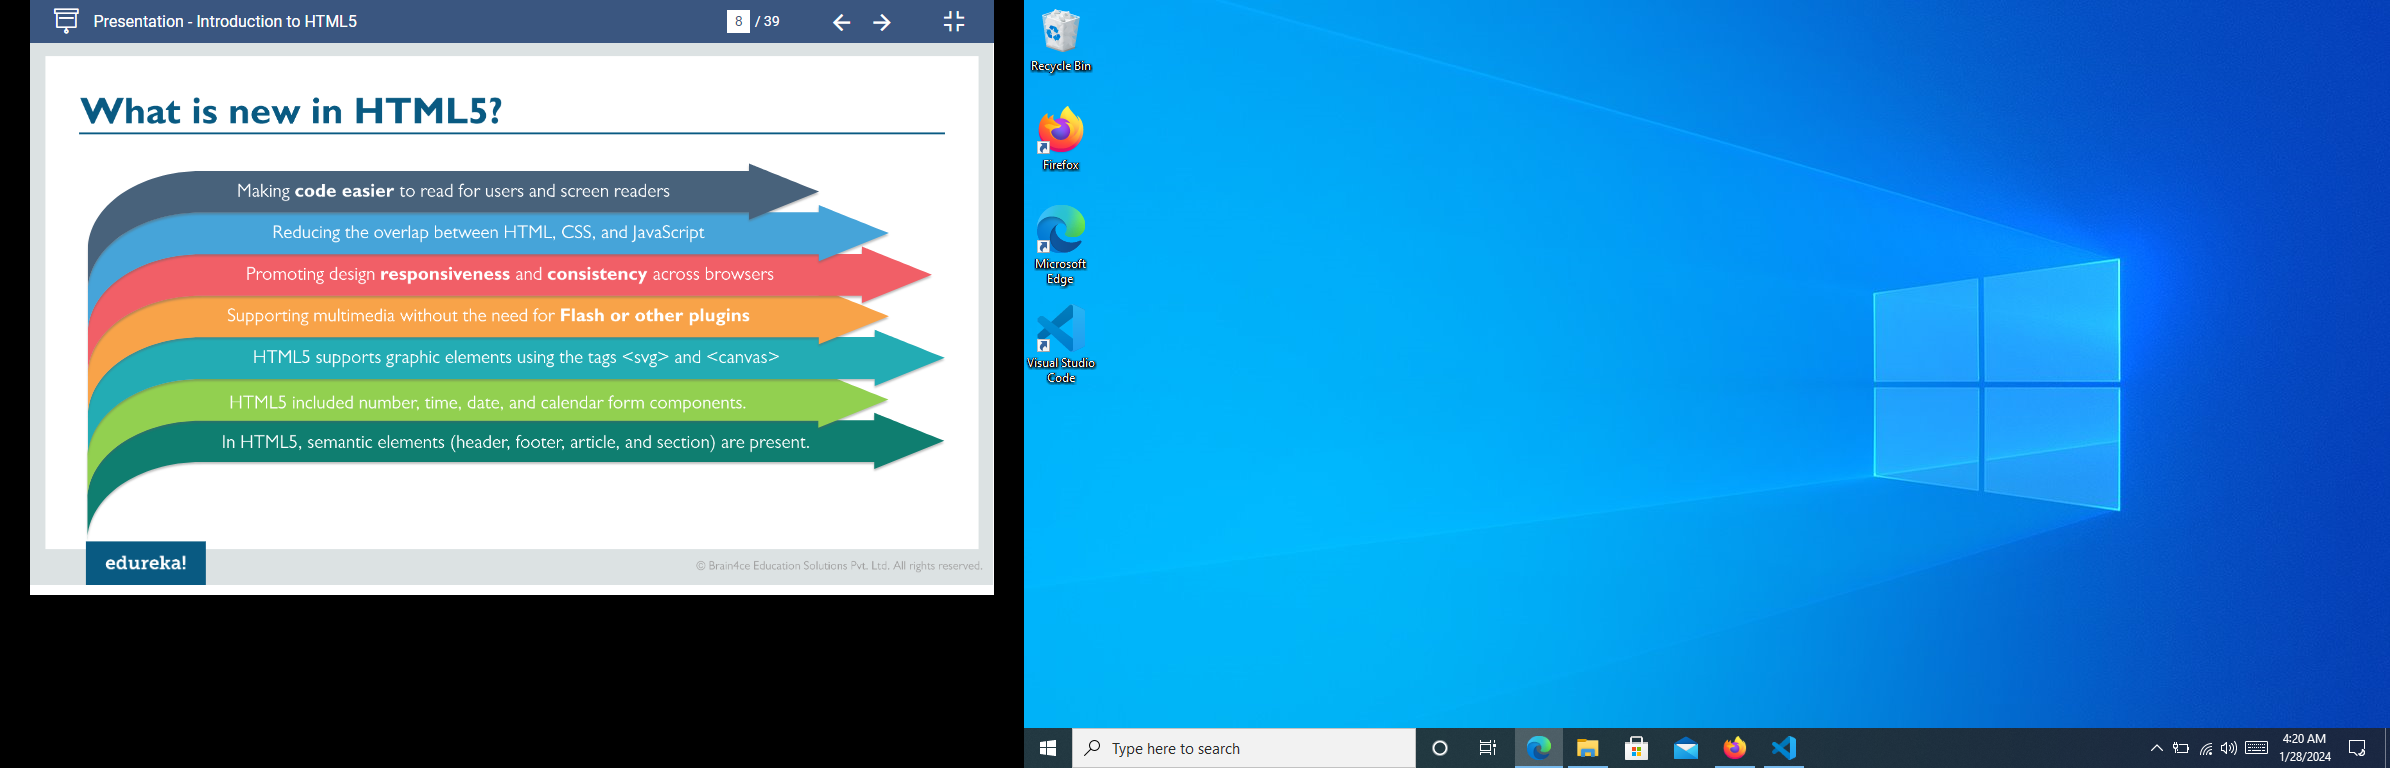 Presentation - Introduction to HTML5
8 / 39
What is new in HTML5?
Making code easier to read for users and screen readers
Reducing the overlap between HTML, CSS, and JavaScript
Promoting design responsiveness and consistency across browsers
Supporting multimedia without the need for Flash or other plugins
HTML5 supports graphic elements using the tags <svg> and <canvas>
HTML5 included number, time, date, and calendar form components.
In HTML5, semantic elements (header, footer, article, and section) are present.
edureka!
© Brain4ce Education Solutions Pvt. Ltd. All rights reserved.
Recycle Bin
Firefox
Microsoft
Edge
Visual Studio
Code
Type here to search
4:20 AM
1/28/2024